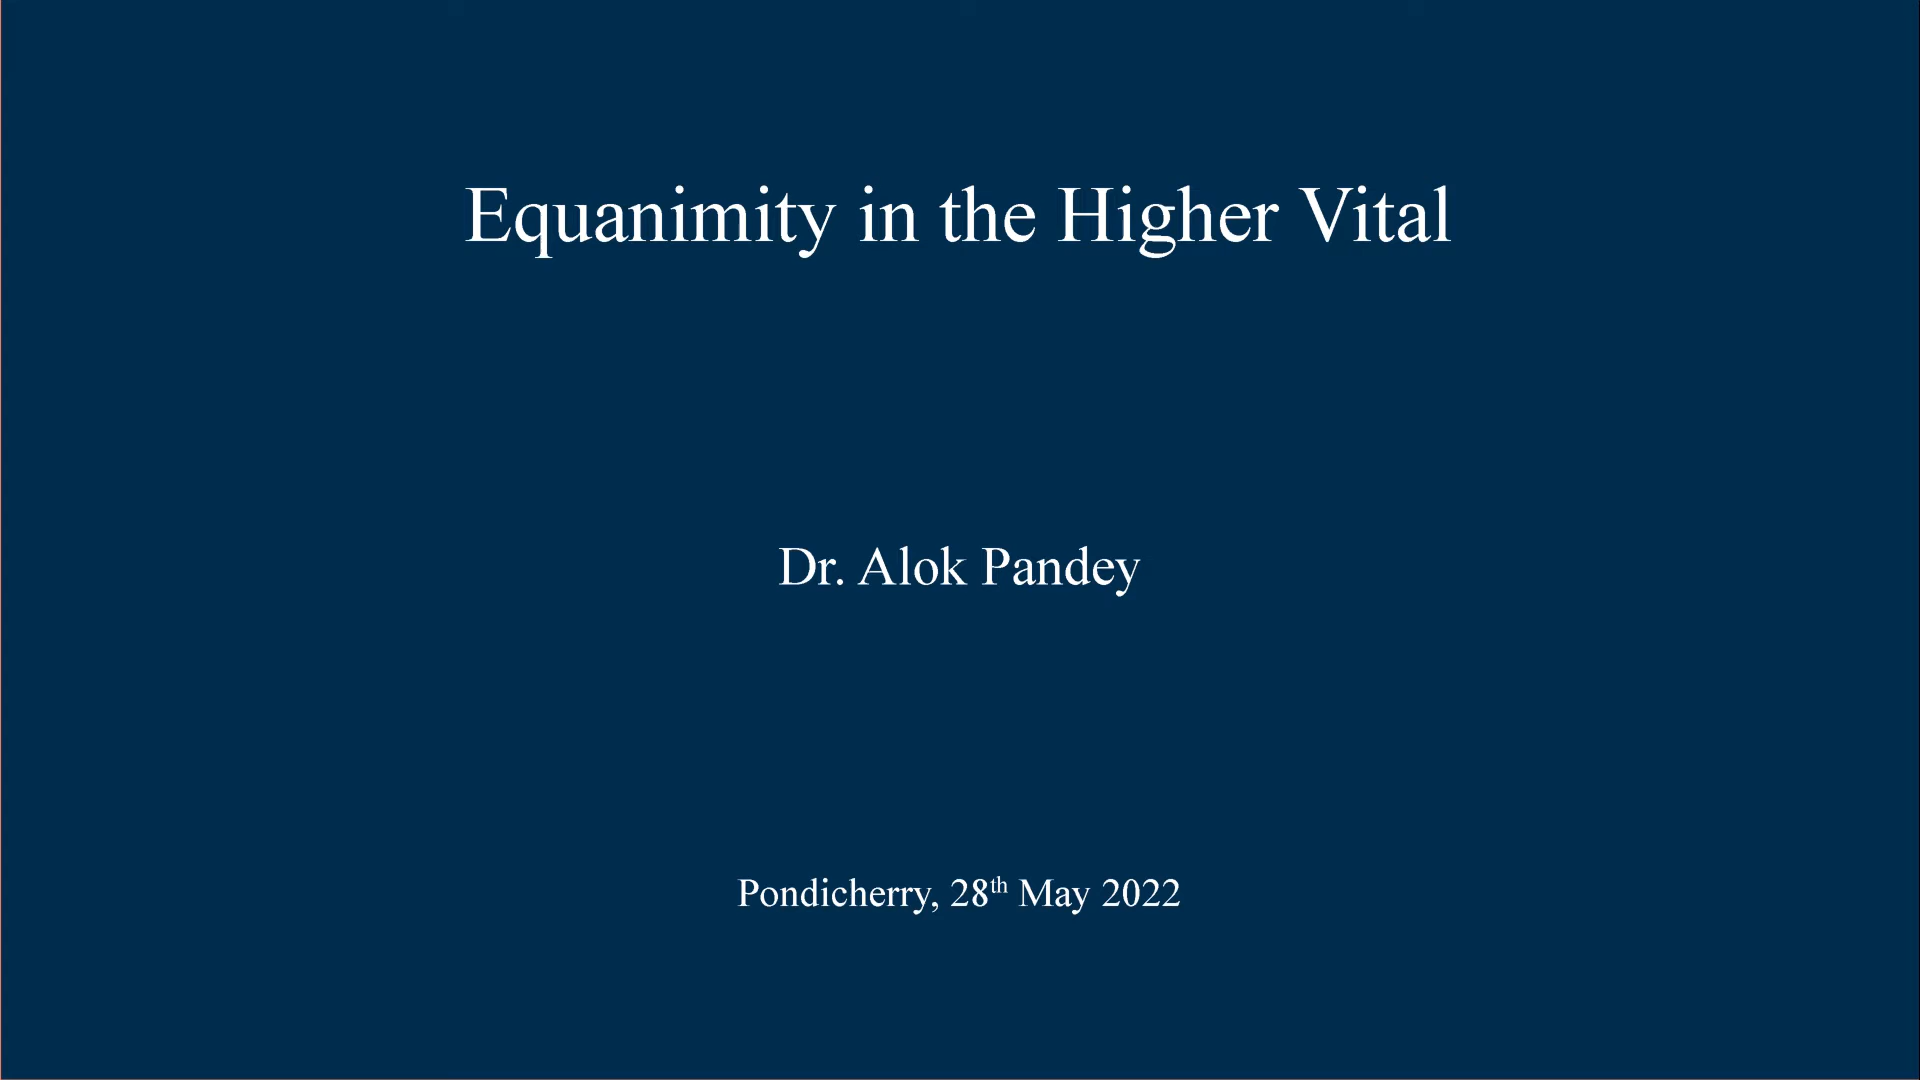 Equanimity in the Higher Vital
Dr. Alok Pandey
Pondicherry, 28th May 2022